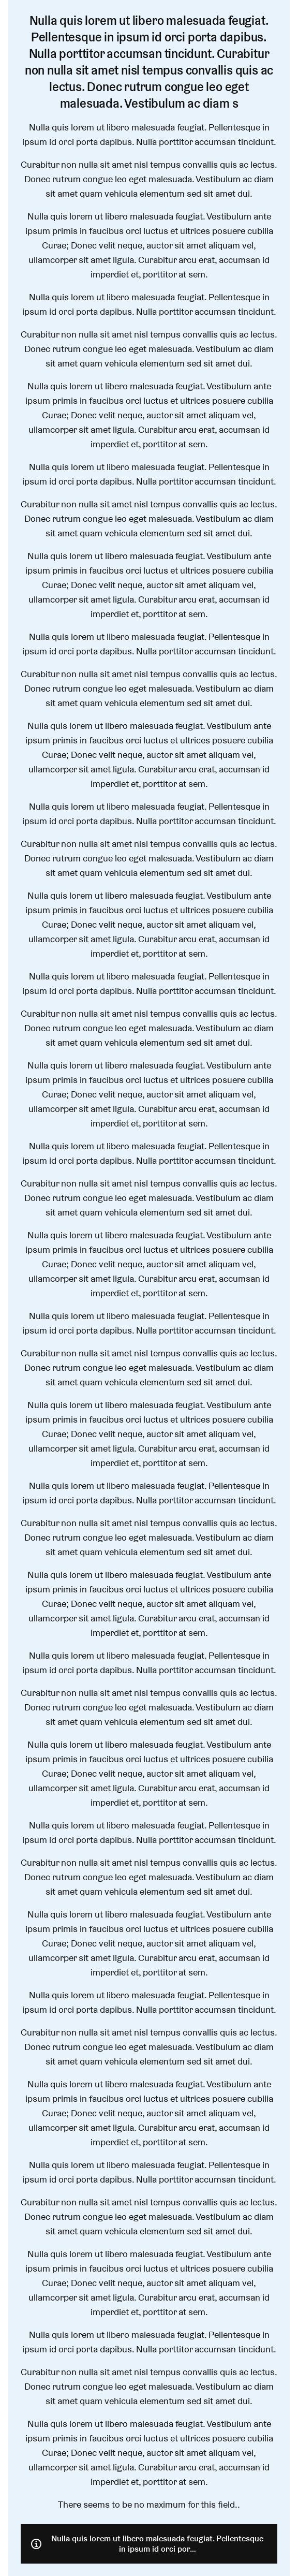 Nulla quis lorem ut libero malesuada feugiat.
Pellentesque in ipsum id orci porta dapibus.
Nulla porttitor accumsan tincidunt. Curabitur
non nulla sit amet nisl tempus convallis quis ac
lectus. Donec rutrum congue leo eget
malesuada. Vestibulum ac diam s
Nulla quis lorem ut libero malesuada feugiat. Pellentesque in
ipsum id orci porta dapibus. Nulla porttitor accumsan tincidunt.
Curabitur non nulla sit amet nisl tempus convallis quis ac lectus.
Donec rutrum congue leo eget malesuada. Vestibulum ac diam
sit amet quam vehicula elementum sed sit amet dui.
Nulla quis lorem ut libero malesuada feugiat. Vestibulum ante
ipsum primis in faucibus orci luctus et ultrices posuere cubilia
Curae; Donec velit neque, auctor sit amet aliquam vel,
ullamcorper sit amet ligula. Curabitur arcu erat, accumsan id
imperdiet et, porttitor at sem.
Nulla quis lorem ut libero malesuada feugiat. Pellentesque in
ipsum id orci porta dapibus. Nulla porttitor accumsan tincidunt.
Curabitur non nulla sit amet nisl tempus convallis quis ac lectus.
Donec rutrum congue leo eget malesuada. Vestibulum ac diam
sit amet quam vehicula elementum sed sit amet dui.
Nulla quis lorem ut libero malesuada feugiat. Vestibulum ante
ipsum primis in faucibus orci luctus et ultrices posuere cubilia
Curae; Donec velit neque, auctor sit amet aliquam vel,
ullamcorper sit amet ligula. Curabitur arcu erat, accumsan id
imperdiet et, porttitor at sem.
Nulla quis lorem ut libero malesuada feugiat. Pellentesque in
ipsum id orci porta dapibus. Nulla porttitor accumsan tincidunt.
Curabitur non nulla sit amet nisl tempus convallis quis ac lectus.
Donec rutrum congue leo eget malesuada. Vestibulum ac diam
sit amet quam vehicula elementum sed sit amet dui.
Nulla quis lorem ut libero malesuada feugiat. Vestibulum ante
ipsum primis in faucibus orci luctus et ultrices posuere cubilia
Curae; Donec velit neque, auctor sit amet aliquam vel,
ullamcorper sit amet ligula. Curabitur arcu erat, accumsan id
imperdiet et, porttitor at sem.
Nulla quis lorem ut libero malesuada feugiat. Pellentesque in
ipsum id orci porta dapibus. Nulla porttitor accumsan tincidunt.
Curabitur non nulla sit amet nisl tempus convallis quis ac lectus.
Donec rutrum congue leo eget malesuada. Vestibulum ac diam
sit amet quam vehicula elementum sed sit amet dui.
Nulla quis lorem ut libero malesuada feugiat. Vestibulum ante
ipsum primis in faucibus orci luctus et ultrices posuere cubilia
Curae; Donec velit neque, auctor sit amet aliquam vel,
ullamcorper sit amet ligula. Curabitur arcu erat, accumsan id
imperdiet et, porttitor at sem.
Nulla quis lorem ut libero malesuada feugiat. Pellentesque in
ipsum id orci porta dapibus. Nulla porttitor accumsan tincidunt.
Curabitur non nulla sit amet nisl tempus convallis quis ac lectus.
Donec rutrum congue leo eget malesuada. Vestibulum ac diam
sit amet quam vehicula elementum sed sit amet dui.
Nulla quis lorem ut libero malesuada feugiat. Vestibulum ante
ipsum primis in faucibus orci luctus et ultrices posuere cubilia
Curae; Donec velit neque, auctor sit amet aliquam vel,
ullamcorper sit amet ligula. Curabitur arcu erat, accumsan id
imperdiet et, porttitor at sem.
Nulla quis lorem ut libero malesuada feugiat. Pellentesque in
ipsum id orci porta dapibus. Nulla porttitor accumsan tincidunt.
Curabitur non nulla sit amet nisl tempus convallis quis ac lectus.
Donec rutrum congue leo eget malesuada. Vestibulum ac diam
sit amet quam vehicula elementum sed sit amet dui.
Nulla quis lorem ut libero malesuada feugiat. Vestibulum ante
ipsum primis in faucibus orci luctus et ultrices posuere cubilia
Curae; Donec velit neque, auctor sit amet aliquam vel,
ullamcorper sit amet ligula. Curabitur arcu erat, accumsan id
imperdiet et, porttitor at sem.
Nulla quis lorem ut libero malesuada feugiat. Pellentesque in
ipsum id orci porta dapibus. Nulla porttitor accumsan tincidunt.
Curabitur non nulla sit amet nisl tempus convallis quis ac lectus.
Donec rutrum congue leo eget malesuada. Vestibulum ac diam
sit amet quam vehicula elementum sed sit amet dui.
Nulla quis lorem ut libero malesuada feugiat. Vestibulum ante
ipsum primis in faucibus orci luctus et ultrices posuere cubilia
Curae; Donec velit neque, auctor sit amet aliquam vel,
ullamcorper sit amet ligula. Curabitur arcu erat, accumsan id
imperdiet et, porttitor at sem.
Nulla quis lorem ut libero malesuada feugiat. Pellentesque in
ipsum id orci porta dapibus. Nulla porttitor accumsan tincidunt.
Curabitur non nulla sit amet nisl tempus convallis quis ac lectus.
Donec rutrum congue leo eget malesuada. Vestibulum ac diam
sit amet quam vehicula elementum sed sit amet dui.
Nulla quis lorem ut libero malesuada feugiat. Vestibulum ante
ipsum primis in faucibus orci luctus et ultrices posuere cubilia
Curae; Donec velit neque, auctor sit amet aliquam vel,
ullamcorper sit amet ligula. Curabitur arcu erat, accumsan id
imperdiet et, porttitor at sem.
Nulla quis lorem ut libero malesuada feugiat. Pellentesque in
ipsum id orci porta dapibus. Nulla porttitor accumsan tincidunt.
Curabitur non nulla sit amet nisl tempus convallis quis ac lectus.
Donec rutrum congue leo eget malesuada. Vestibulum ac diam
sit amet quam vehicula elementum sed sit amet dui.
Nulla quis lorem ut libero malesuada feugiat. Vestibulum ante
ipsum primis in faucibus orci luctus et ultrices posuere cubilia
Curae; Donec velit neque, auctor sit amet aliquam vel,
ullamcorper sit amet ligula. Curabitur arcu erat, accumsan id
imperdiet et, porttitor at sem.
Nulla quis lorem ut libero malesuada feugiat. Pellentesque in
ipsum id orci porta dapibus. Nulla porttitor accumsan tincidunt.
Curabitur non nulla sit amet nisl tempus convallis quis ac lectus.
Donec rutrum congue leo eget malesuada. Vestibulum ac diam
sit amet quam vehicula elementum sed sit amet dui.
Nulla quis lorem ut libero malesuada feugiat. Vestibulum ante
ipsum primis in faucibus orci luctus et ultrices posuere cubilia
Curae; Donec velit neque, auctor sit amet aliquam vel,
ullamcorper sit amet ligula. Curabitur arcu erat, accumsan id
imperdiet et, porttitor at sem.
Nulla quis lorem ut libero malesuada feugiat. Pellentesque in
ipsum id orci porta dapibus. Nulla porttitor accumsan tincidunt.
Curabitur non nulla sit amet nisl tempus convallis quis ac lectus.
Donec rutrum congue leo eget malesuada. Vestibulum ac diam
sit amet quam vehicula elementum sed sit amet dui.
Nulla quis lorem ut libero malesuada feugiat. Vestibulum ante
ipsum primis in faucibus orci luctus et ultrices posuere cubilia
Curae; Donec velit neque, auctor sit amet aliquam vel,
ullamcorper sit amet ligula. Curabitur arcu erat, accumsan id
imperdiet et, porttitor at sem.
Nulla quis lorem ut libero malesuada feugiat. Pellentesque in
ipsum id orci porta dapibus. Nulla porttitor accumsan tincidunt.
Curabitur non nulla sit amet nisl tempus convallis quis ac lectus.
Donec rutrum congue leo eget malesuada. Vestibulum ac diam
sit amet quam vehicula elementum sed sit amet dui.
Nulla quis lorem ut libero malesuada feugiat. Vestibulum ante
ipsum primis in faucibus orci luctus et ultrices posuere cubilia
Curae; Donec velit neque, auctor sit amet aliquam vel,
ullamcorper sit amet ligula. Curabitur arcu erat, accumsan id
imperdiet et, porttitor at sem.
Nulla quis lorem ut libero malesuada feugiat. Pellentesque in
ipsum id orci porta dapibus. Nulla porttitor accumsan tincidunt.
Curabitur non nulla sit amet nisl tempus convallis quis ac lectus.
Donec rutrum congue leo eget malesuada. Vestibulum ac diam
sit amet quam vehicula elementum sed sit amet dui.
Nulla quis lorem ut libero malesuada feugiat. Vestibulum ante
ipsum primis in faucibus orci luctus et ultrices posuere cubilia
Curae; Donec velit neque, auctor sit amet aliquam vel,
ullamcorper sit amet ligula. Curabitur arcu erat, accumsan id
imperdiet et, porttitor at sem.
Nulla quis lorem ut libero malesuada feugiat. Pellentesque in
ipsum id orci porta dapibus. Nulla porttitor accumsan tincidunt.
Curabitur non nulla sit amet nisl tempus convallis quis ac lectus.
Donec rutrum congue leo eget malesuada. Vestibulum ac diam
sit amet quam vehicula elementum sed sit amet dui.
Nulla quis lorem ut libero malesuada feugiat. Vestibulum ante
ipsum primis in faucibus orci luctus et ultrices posuere cubilia
Curae; Donec velit neque, auctor sit amet aliquam vel,
ullamcorper sit amet ligula. Curabitur arcu erat, accumsan id
imperdiet et, porttitor at sem.
There seems to be no maximum for this field..
Nulla quis lorem ut libero malesuada feugiat. Pellentesque
in ipsum id orci por...